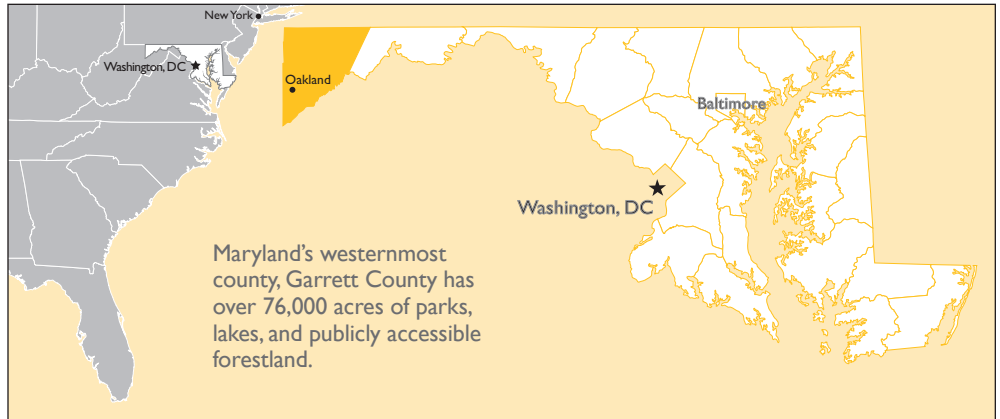 New York
Washington, DC
Oakland
Baltimore
Washington, DC
Maryland's westernmost
county, Garrett County has
over 76,000 acres of parks,
lakes, and publicly accessible
forestland.